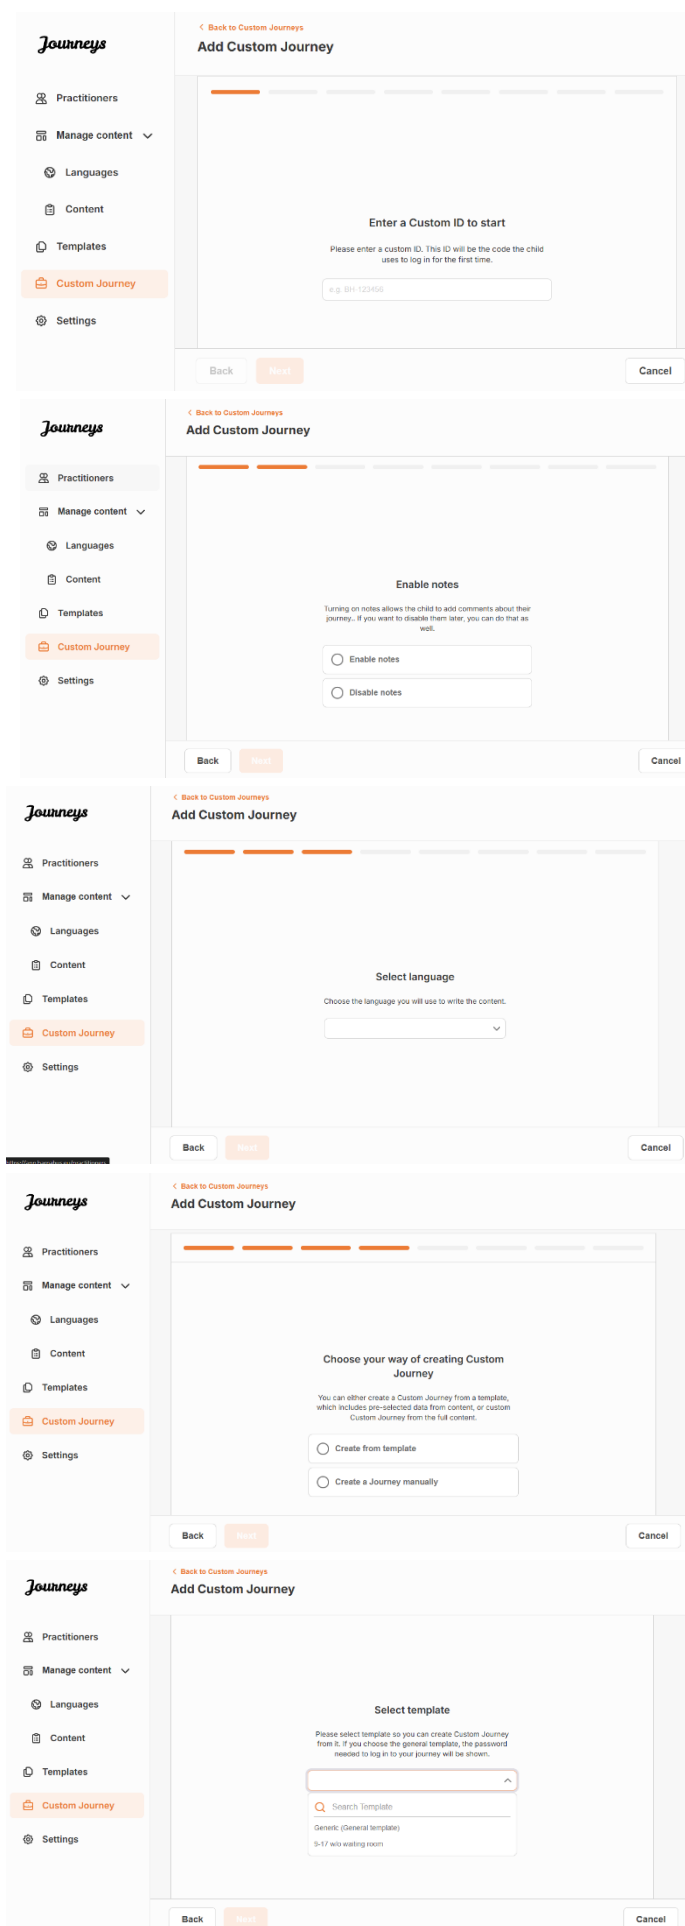 Journeys
Back to Custom Journeys
Add Custom Journey
Practitioners
Manage content
Languages
Content
Templates
Custom Journey
Settings
Enter a Custom ID to start
Please enter a custom ID. This ID will be the code the child
uses to log in for the first time.
e.g. BH-123456
Back
Next
Cancel
Journeys
Back to Custom Journeys
Add Custom Journey
Practitioners
Manage content
Languages
Content
Templates
Custom Journey
Settings
Enable notes
Turning on notes allows the child to add comments about their
journey.. If you want to disable them later, you can do that as
well.
Enable notes
Disable notes
Back
Next
Cancel
Journeys
Back to Custom Journeys
Add Custom Journey
Practitioners
Manage content
Languages
Content
Templates
Custom Journey
Settings
Select language
Choose the language you will use to write the content.
Back
Next
Cancel
Journeys
Back to Custom Journeys
Add Custom Journey
Practitioners
Manage content
Languages
Content
Templates
Custom Journey
Settings
Choose your way of creating Custom
Journey
You can either create a Custom Journey from a template,
which includes pre-selected data from content, or custom
Custom Journey from the full content.
Create from template
Create a Journey manually
Back
Next
Cancel
Journeys
Back to Custom Journeys
Add Custom Journey
Practitioners
Manage content
Languages
Content
Templates
Custom Journey
Settings
Select template
Please select template so you can create Custom Journey
from it. If you choose the general template, the password
needed to log in to your journey will be shown.
Search Template
Generic (General template)
5-17 w/o waiting room
Back
Next
Cancel